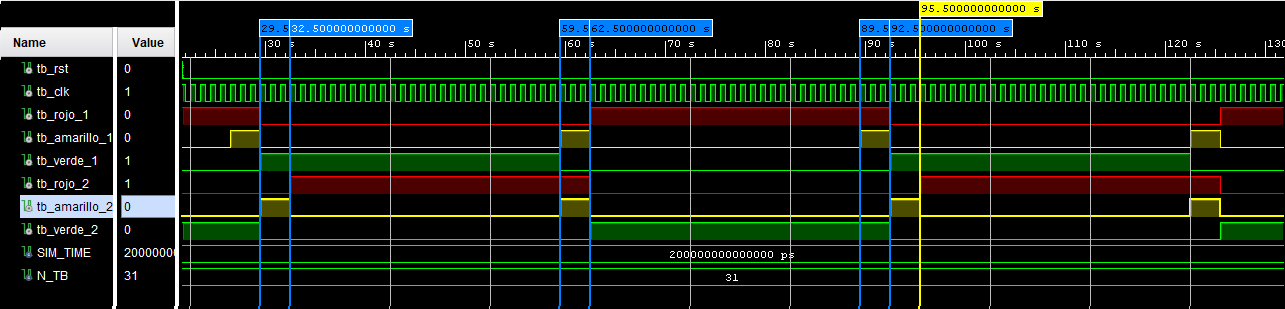 95.500000000000 s
29.5 32.500000000000 s 59.5 62.500000000000 s 89.5 92.500000000000 s
Name Value 30 s 40 s 50 s 60 s 70 s 80 s 90 s 100 s 110 s 120 s 130
tb_rst 0
tb_clk 1
tb_rojo_1 0
tb_amarillo_1 0
tb_verde_1 1
tb_rojo_2 1
tb_amarillo_2 0
tb_verde_2 0
SIM_TIME 20000000 200000000000000 ps
N_TB 31 31